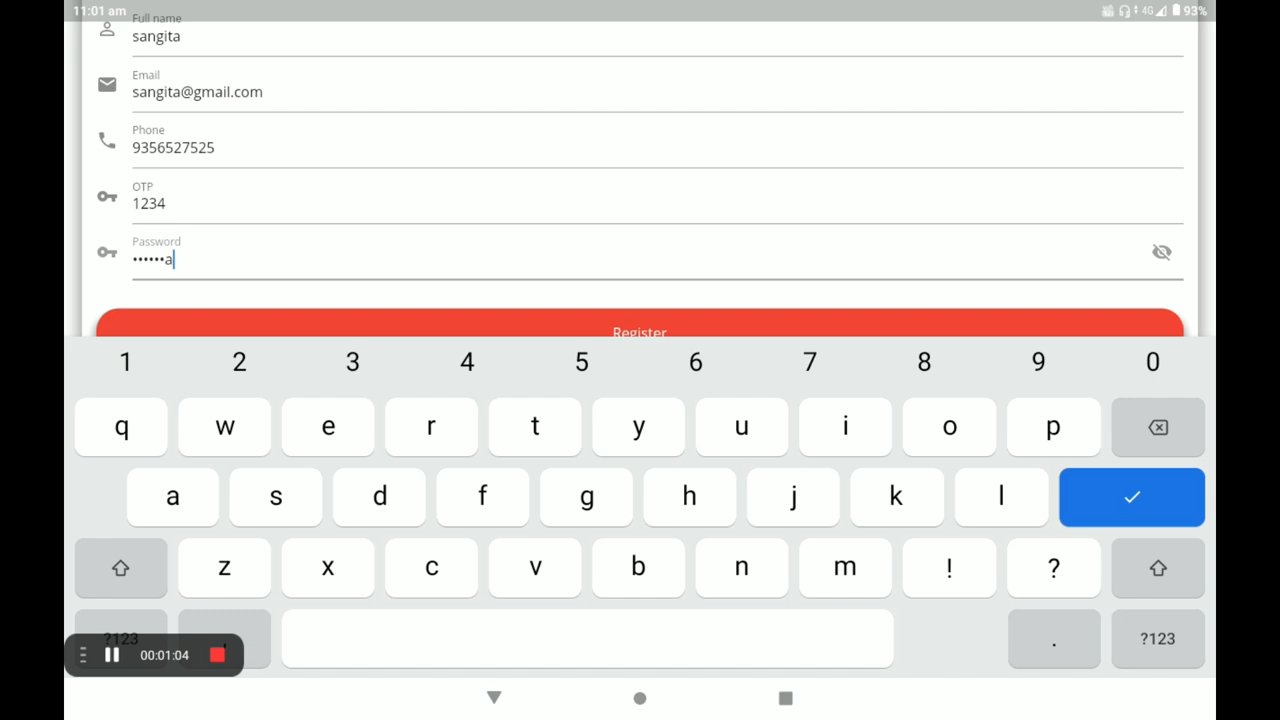 11:01 am 4G 93%
Full name
sangita
Email
sangita@gmail.com
Phone
9356527525
OTP
1234
Password
••••••a
Register
1 2 3 4 5 6 7 8 9 0
q w e r t y u i o p
a s d f g h j k l
z x c v b n m ! ?
?123 , . ?123
00:01:04